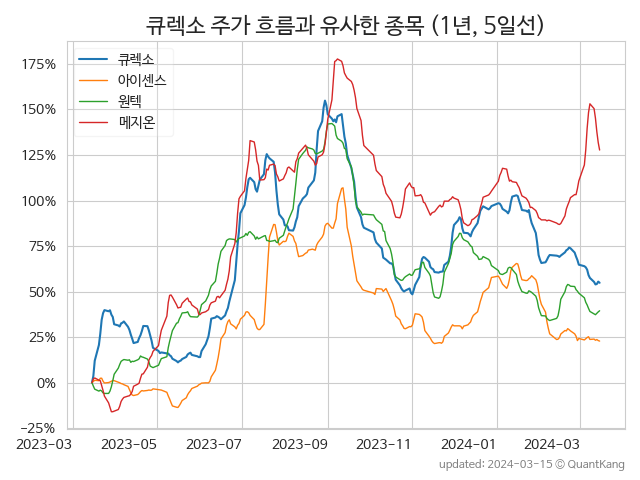 큐렉소 주가 흐름과 유사한 종목 (1년, 5일선)
큐렉소
아이센스
원텍
메지온
175%
150%
125%
100%
75%
50%
25%
0%
−25%
2023-03 2023-05 2023-07 2023-09 2023-11 2024-01 2024-03
updated: 2024-03-15 © QuantKang